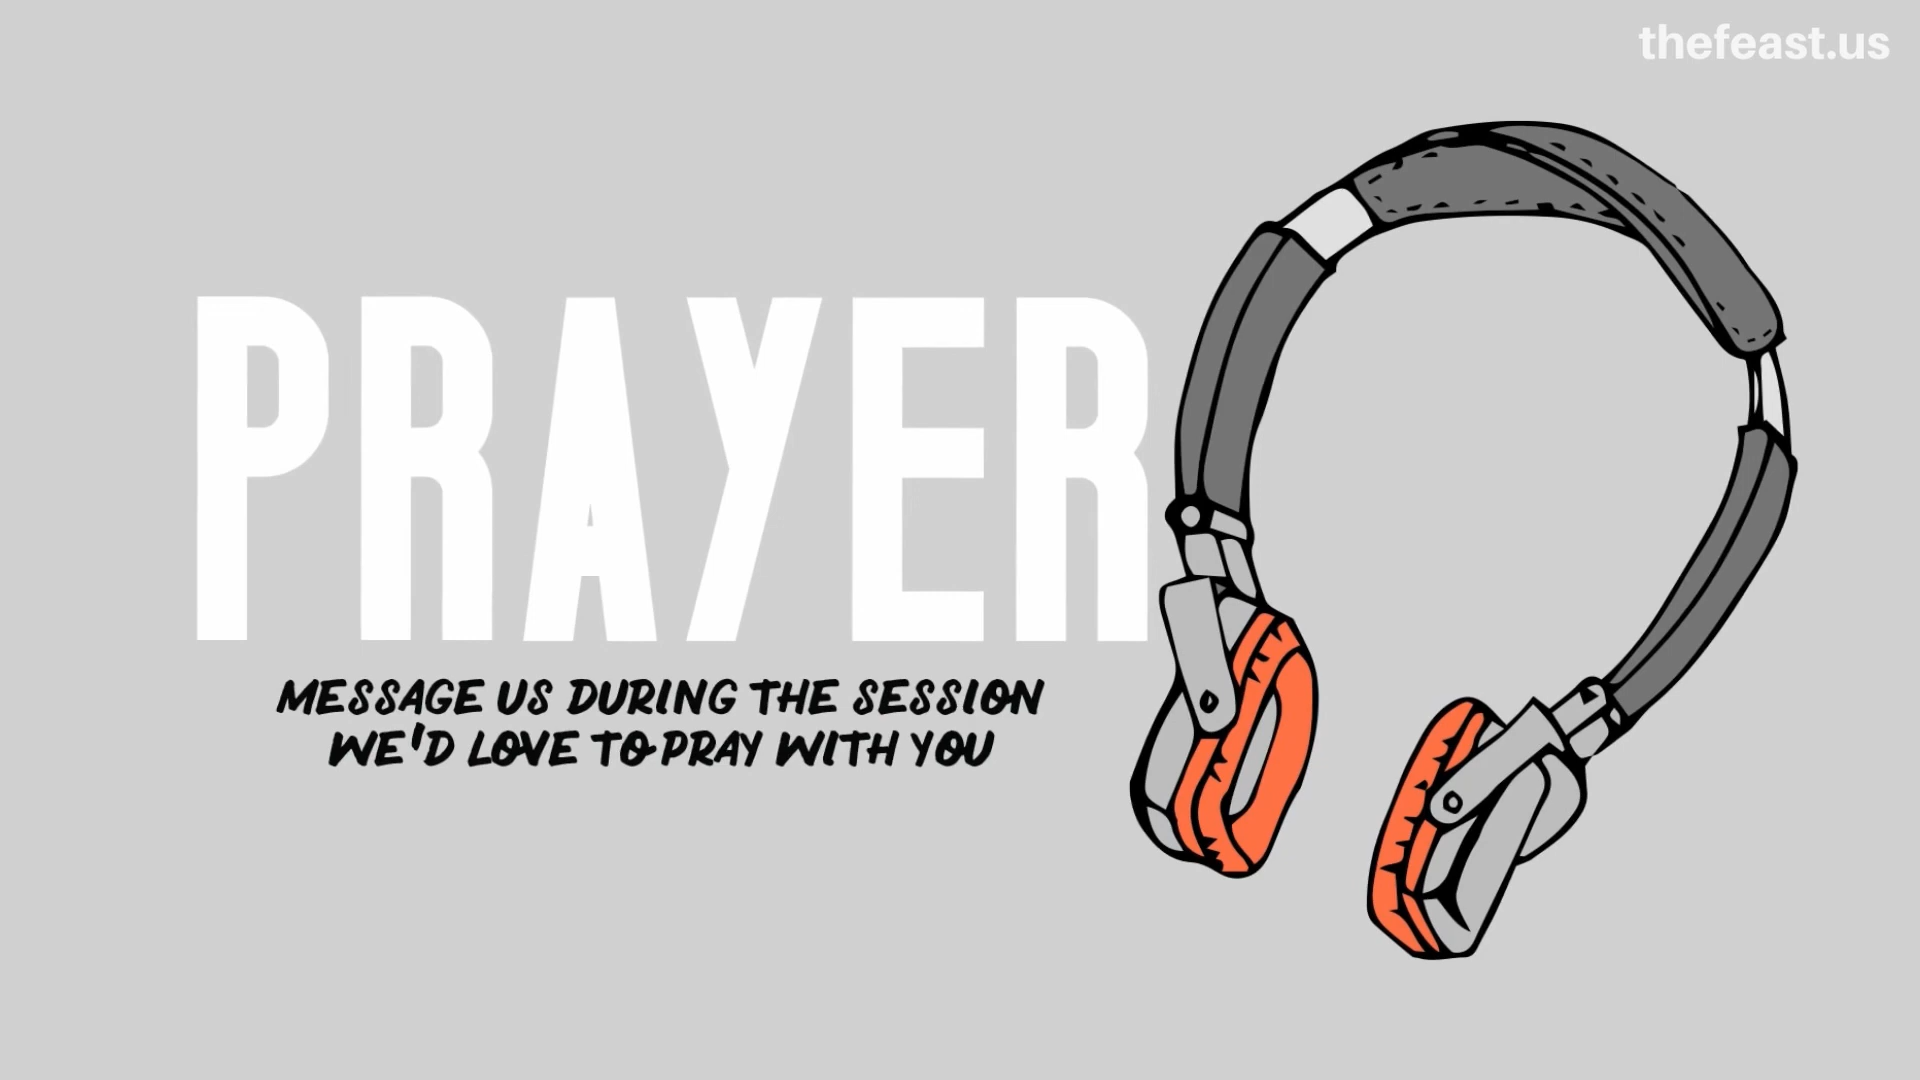 thefeast.us
PRAYER
MESSAGE US DURING THE SESSION
WE'D LOVE TO PRAY WITH YOU